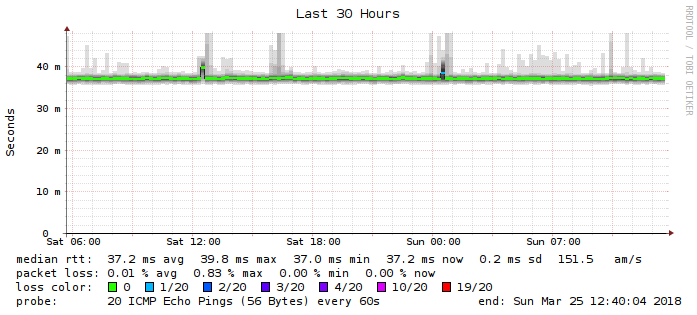 Last 30 Hours
RRDTOOL / TOBI OETIKER
Seconds
40 m
30 m
20 m
10 m
0
Sat 06:00 Sat 12:00 Sat 18:00 Sun 00:00 Sun 07:00
median rtt: 37.2 ms avg 39.8 ms max 37.0 ms min 37.2 ms now 0.2 ms sd 151.5 am/s
packet loss: 0.01 % avg 0.83 % max 0.00 % min 0.00 % now
loss color: 0 1/20 2/20 3/20 4/20 10/20 19/20
probe: 20 ICMP Echo Pings (56 Bytes) every 60s end: Sun Mar 25 12:40:04 2018